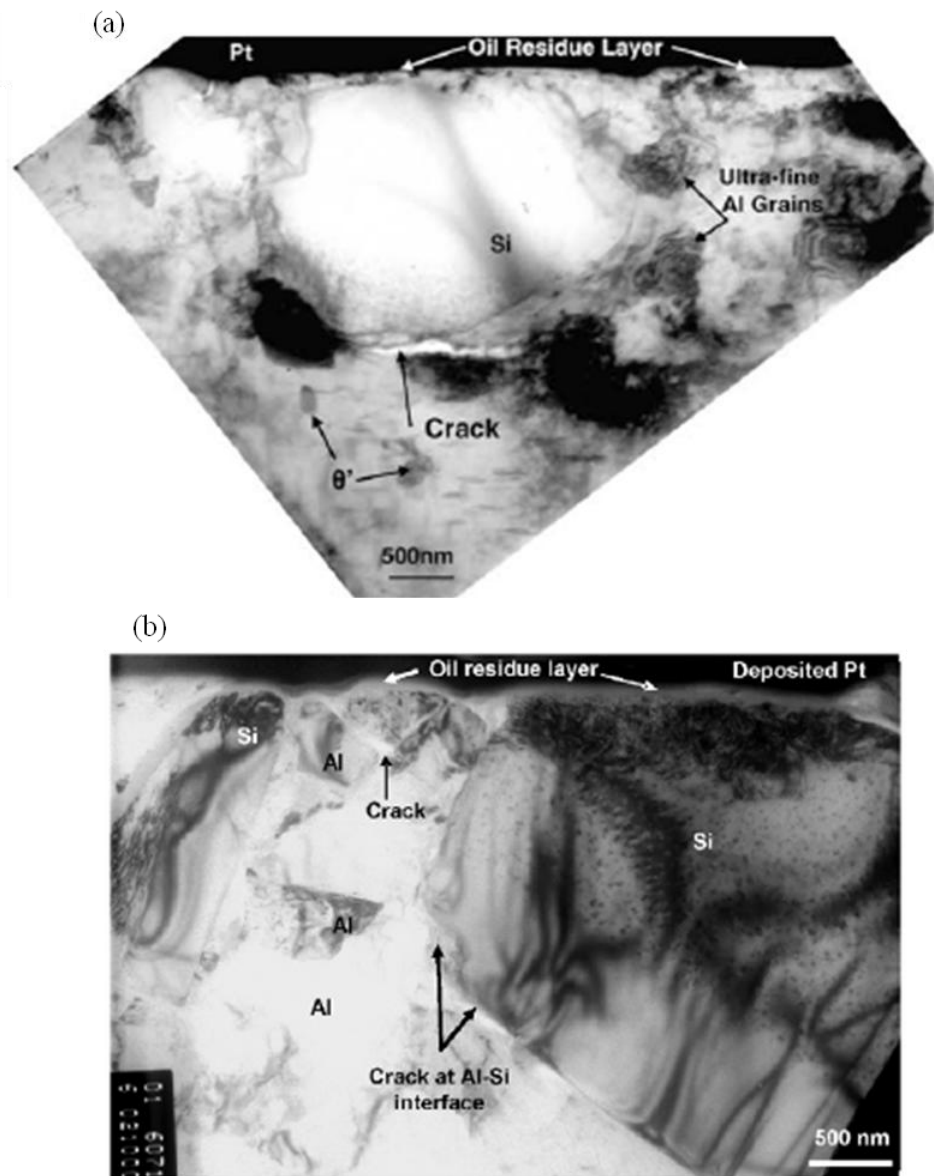 (a)
Pt
Oil Residue Layer
Ultra-fine
Al Grains
Si
Crack
θ'
500nm
(b)
Oil residue layer
Deposited Pt
Si
Al
Crack
Si
Al
Al
Crack at Al-Si
interface
500 nm